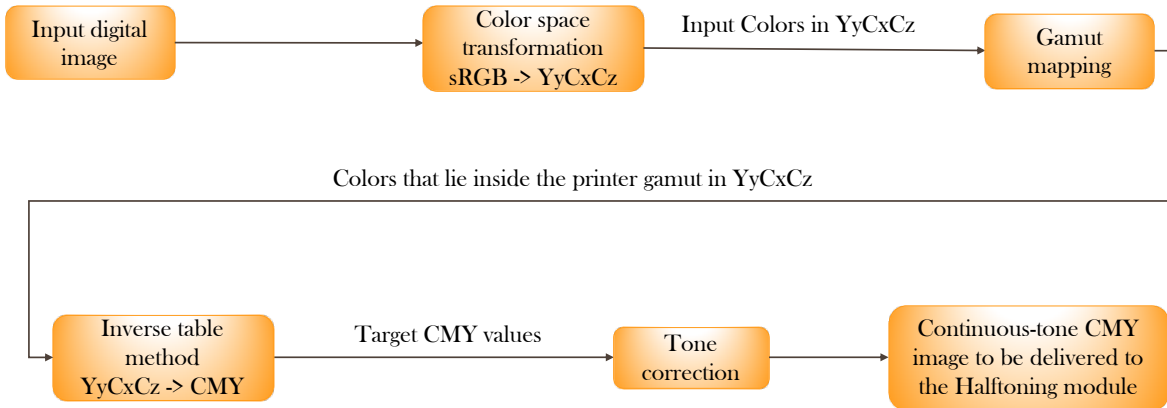 Input digital
image
Color space
transformation
sRGB -> YyCxCz
Input Colors in YyCxCz
Gamut
mapping
Colors that lie inside the printer gamut in YyCxCz
Inverse table
method
YyCxCz -> CMY
Target CMY values
Tone
correction
Continuous-tone CMY
image to be delivered to
the Halftoning module